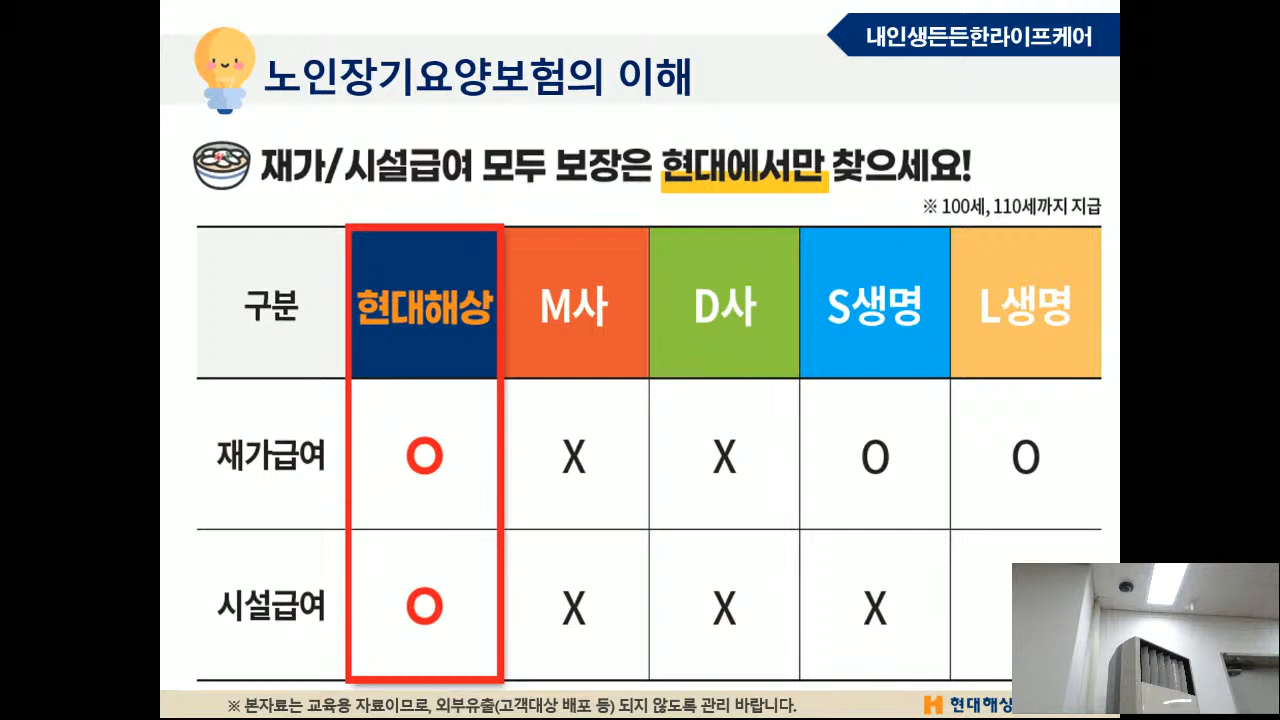 내인생든든한라이프케어
노인장기요양보험의 이해
재가/시설급여 모두 보장은 현대에서만 찾으세요!
※ 100세, 110세까지 지급
구분 현대해상 M사 D사 S생명 L생명
재가급여 O X X O O
시설급여 O X X X
※ 본자료는 교육용 자료이므로, 외부유출(고객대상 배포 등) 되지 않도록 관리 바랍니다.
현대해상